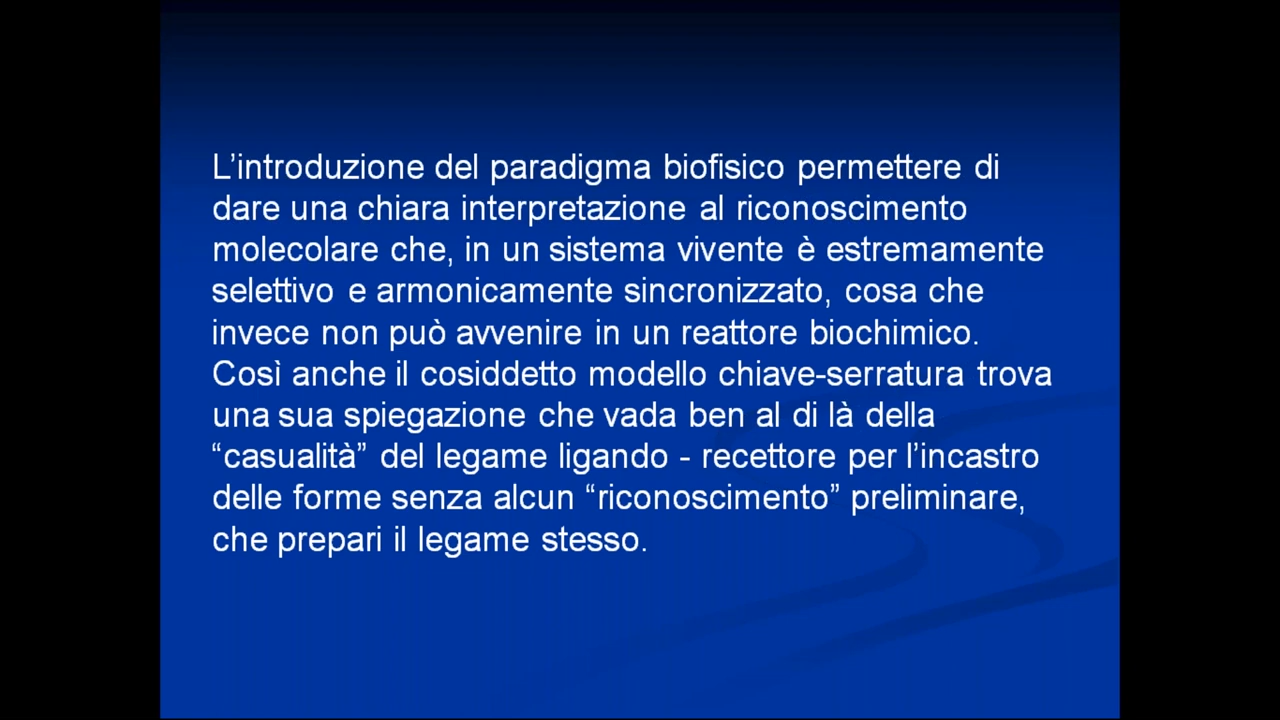 L’introduzione del paradigma biofisico permettere di
dare una chiara interpretazione al riconoscimento
molecolare che, in un sistema vivente è estremamente
selettivo e armonicamente sincronizzato, cosa che
invece non può avvenire in un reattore biochimico.
Così anche il cosiddetto modello chiave-serratura trova
una sua spiegazione che vada ben al di là della
“casualità” del legame ligando - recettore per l’incastro
delle forme senza alcun “riconoscimento” preliminare,
che prepari il legame stesso.